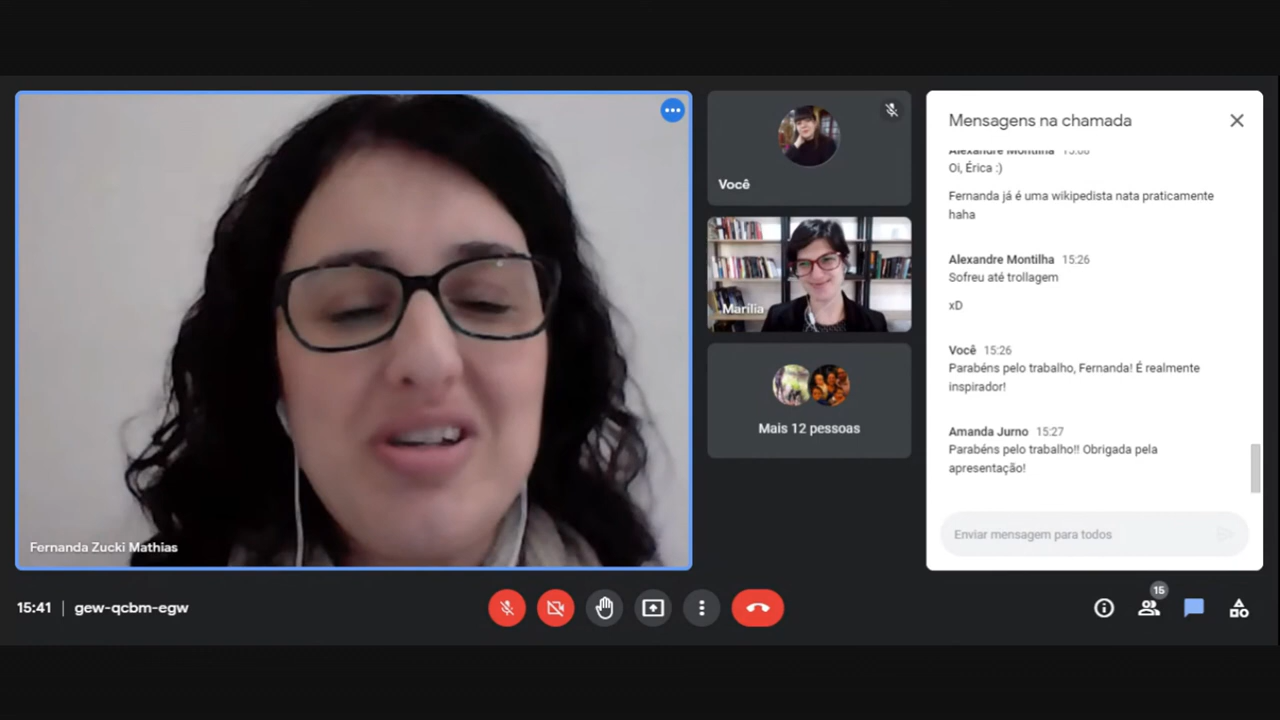 Fernanda Zucki Mathias
15:41 | gew-qcbm-egw
Você
Marília
Mais 12 pessoas
Mensagens na chamada
Alexandre Montilha
Oi, Érica :)
Fernanda já é uma wikipedista nata praticamente
haha
Alexandre Montilha 15:26
Sofreu até trollagem
xD
Você 15:26
Parabéns pelo trabalho, Fernanda! É realmente
inspirador!
Amanda Jurno 15:27
Parabéns pelo trabalho!! Obrigada pela
apresentação!
Enviar mensagem para todos
15